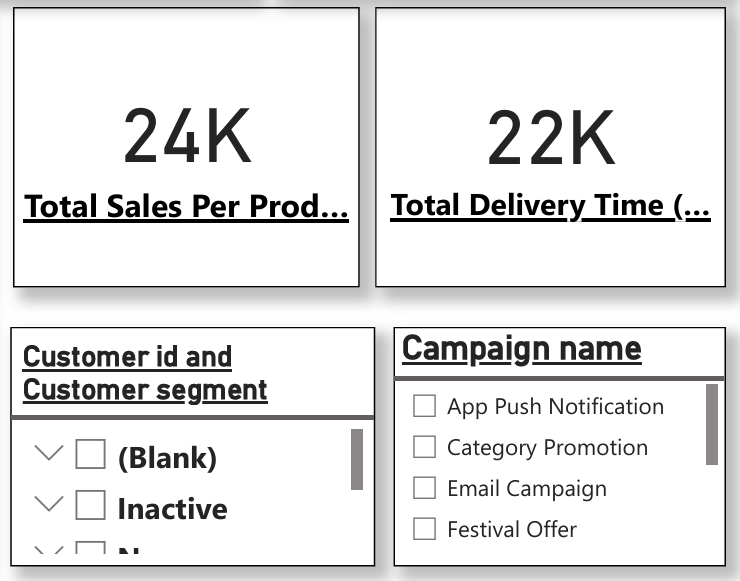 24K
Total Sales Per Prod...
22K
Total Delivery Time (...
Customer id and
Customer segment
(Blank)
Inactive
Campaign name
App Push Notification
Category Promotion
Email Campaign
Festival Offer